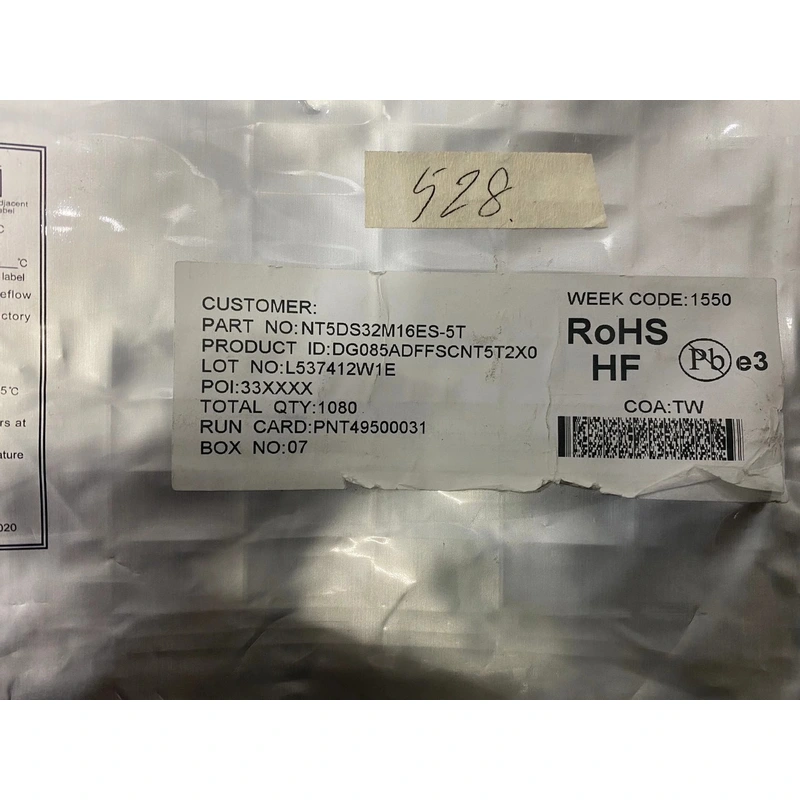 528.
djacent
abel
C
°C
label
eflow
ctory
5°C
rs at
ature
020
CUSTOMER:
PART NO:NT5DS32M16ES-5T
PRODUCT ID:DG085ADFFSCNT5T2X0
LOT NO:L537412W1E
POI:33XXXX
TOTAL QTY:1080
RUN CARD:PNT49500031
BOX NO:07
WEEK CODE:1550
RoHS
HF
Pb e3
COA:TW